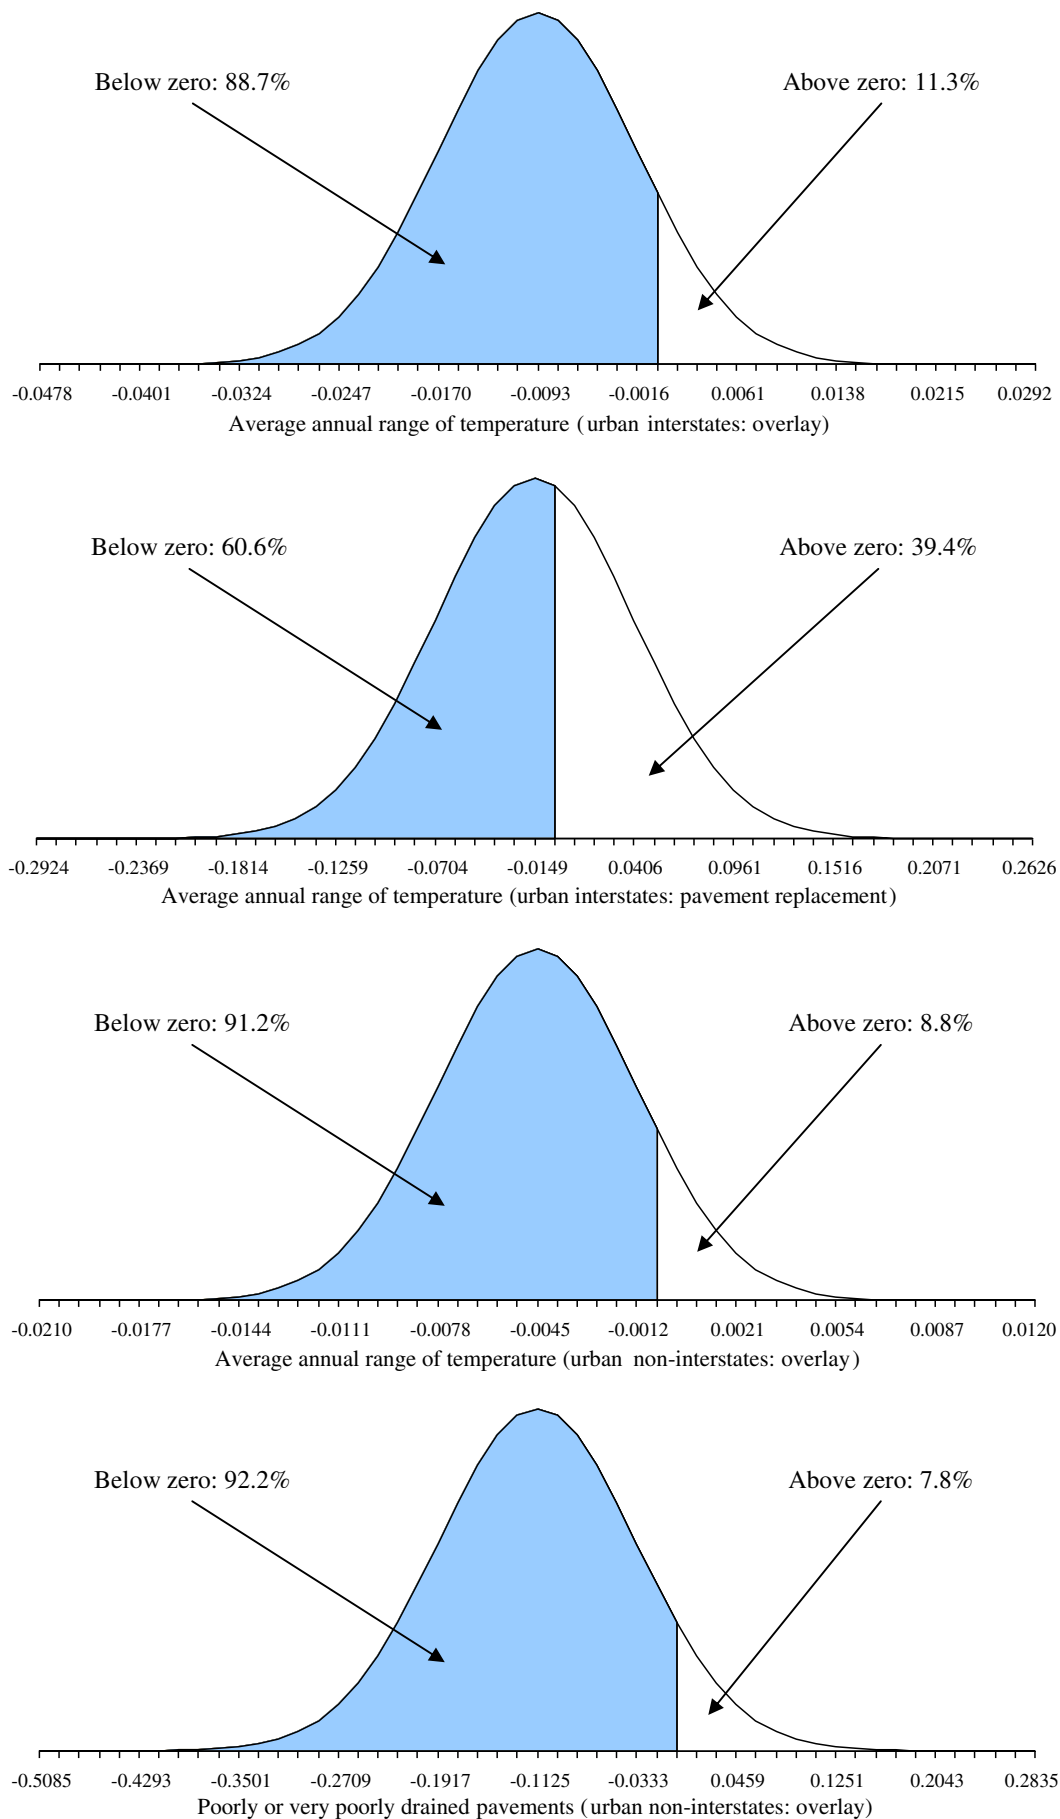 Below zero: 88.7% Above zero: 11.3%
-0.0478 -0.0401 -0.0324 -0.0247 -0.0170 -0.0093 -0.0016 0.0061 0.0138 0.0215 0.0292
Average annual range of temperature (urban interstates: overlay)
Below zero: 60.6% Above zero: 39.4%
-0.2924 -0.2369 -0.1814 -0.1259 -0.0704 -0.0149 0.0406 0.0961 0.1516 0.2071 0.2626
Average annual range of temperature (urban interstates: pavement replacement)
Below zero: 91.2% Above zero: 8.8%
-0.0210 -0.0177 -0.0144 -0.0111 -0.0078 -0.0045 -0.0012 0.0021 0.0054 0.0087 0.0120
Average annual range of temperature (urban non-interstates: overlay)
Below zero: 92.2% Above zero: 7.8%
-0.5085 -0.4293 -0.3501 -0.2709 -0.1917 -0.1125 -0.0333 0.0459 0.1251 0.2043 0.2835
Poorly or very poorly drained pavements (urban non-interstates: overlay)